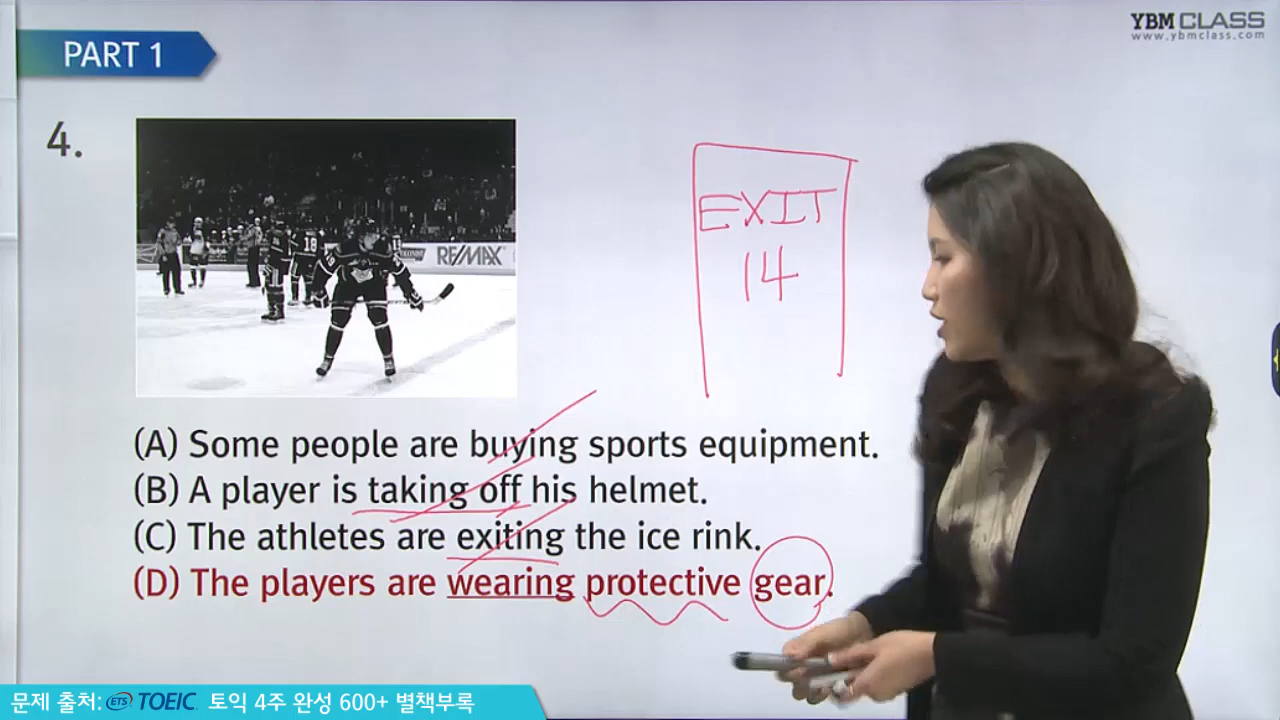 PART 1
YBM CLASS
www.ybmclass.com
4.
18
RE/MAX
EXIT
14
(A) Some people are buying sports equipment.
(B) A player is taking off his helmet.
(C) The athletes are exiting the ice rink.
(D) The players are wearing protective gear.
문제 출처: ETS TOEIC. 토익 4주 완성 600+ 별책부록